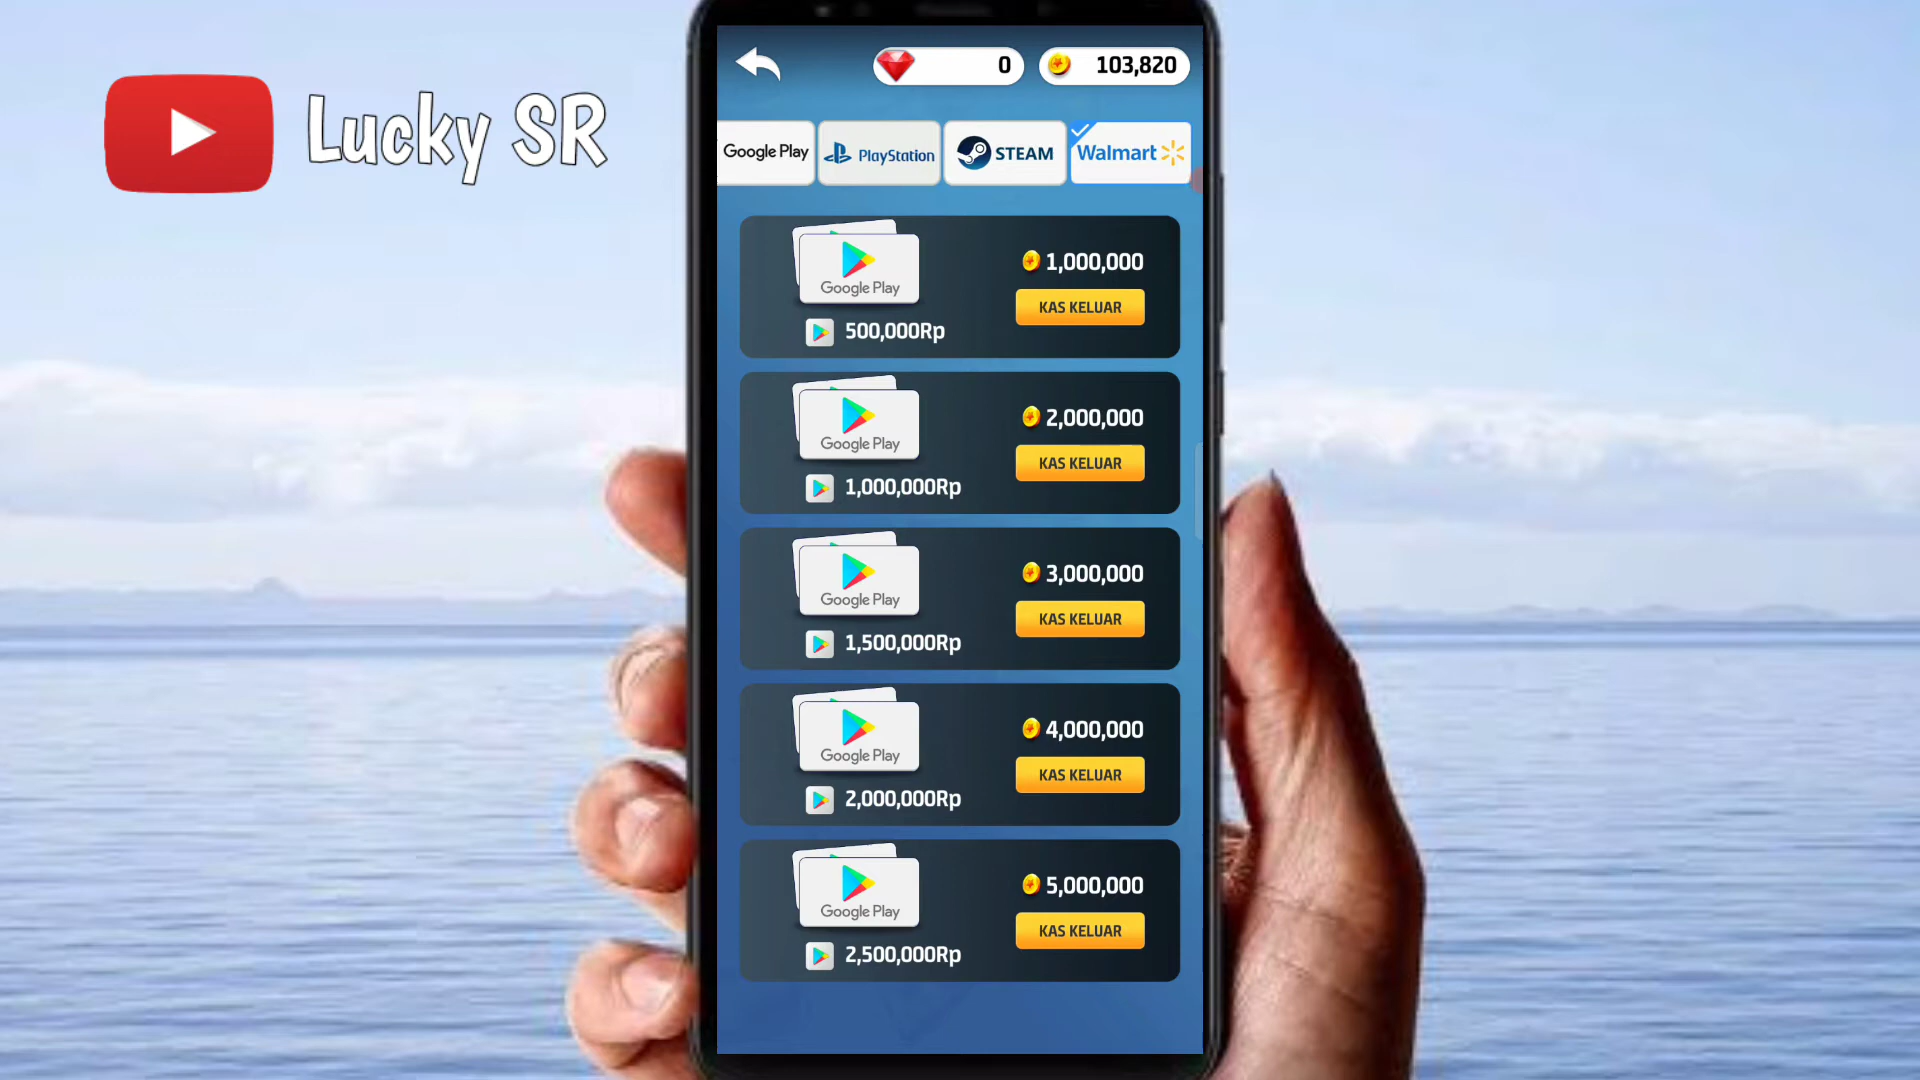 Lucky SR
0
103,820
Google Play
PlayStation
STEAM
Walmart
Google Play
1,000,000
KAS KELUAR
500,000Rp
Google Play
2,000,000
KAS KELUAR
1,000,000Rp
Google Play
3,000,000
KAS KELUAR
1,500,000Rp
Google Play
4,000,000
KAS KELUAR
2,000,000Rp
Google Play
5,000,000
KAS KELUAR
2,500,000Rp